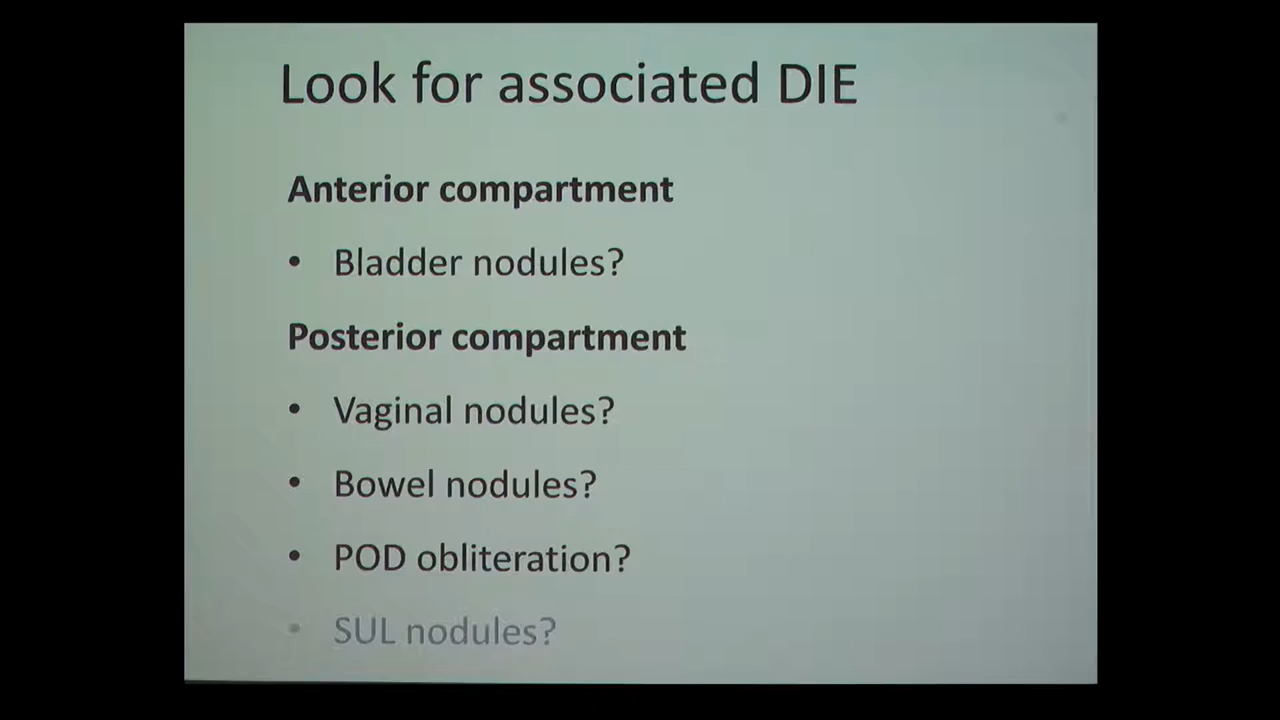 Look for associated DIE
Anterior compartment
• Bladder nodules?
Posterior compartment
• Vaginal nodules?
• Bowel nodules?
• POD obliteration?
• SUL nodules?